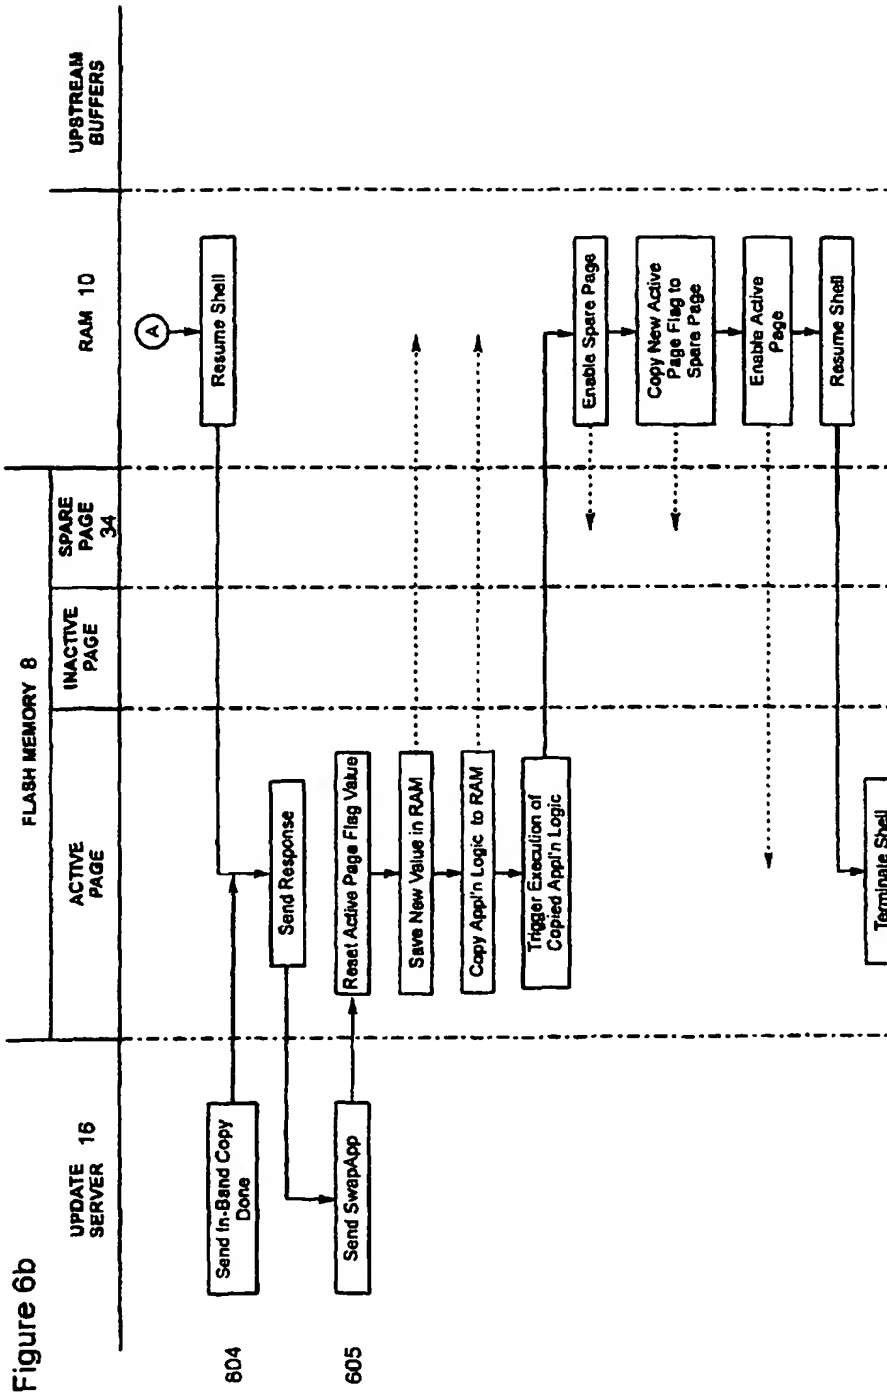 Figure 6b
FLASH MEMORY 8
UPDATE 16
SERVER
ACTIVE
PAGE
INACTIVE
PAGE
SPARE
PAGE
34
RAM 10
UPSTREAM
BUFFERS
A
Resume Shell
604
Send In-Band Copy
Done
Send Response
605
Send SwapApp
Reset Active Page Flag Value
Save New Value in RAM
Copy Appl'n Logic to RAM
Trigger Execution of
Copied Appl'n Logic
Enable Spare Page
Copy New Active
Page Flag to
Spare Page
Enable Active
Page
Resume Shell
Terminate Shell